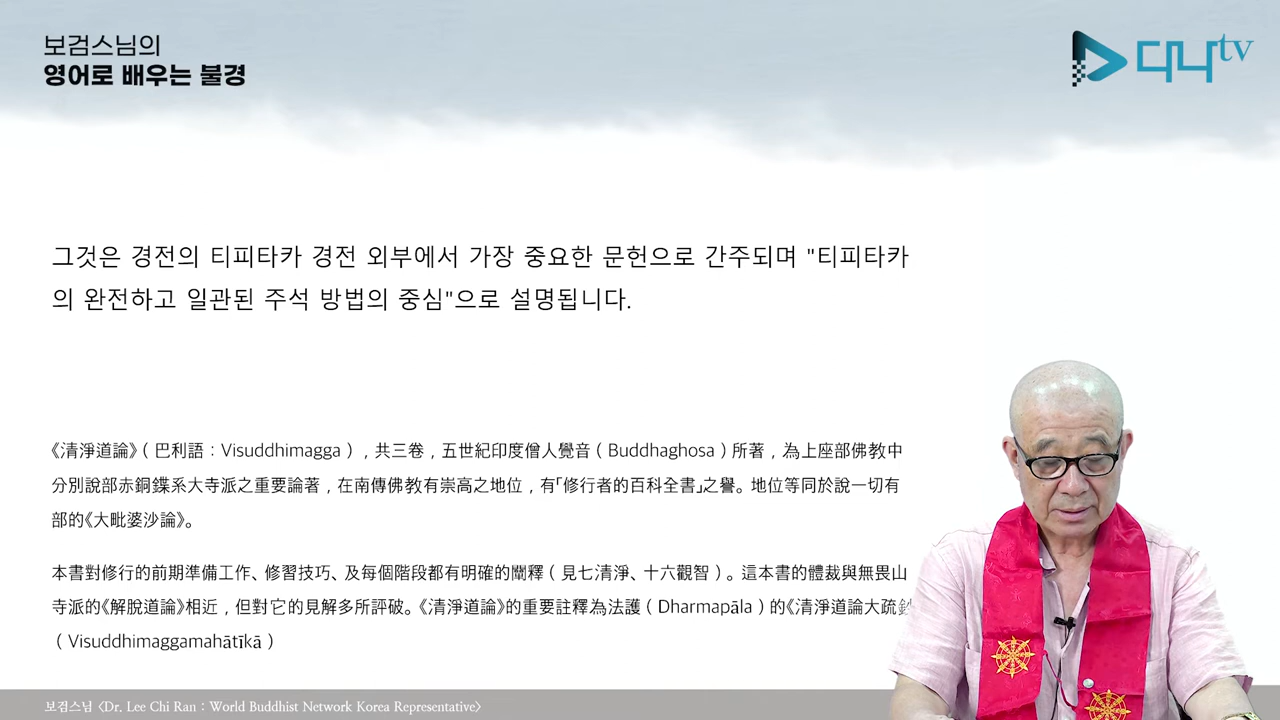 보검스님의
영어로 배우는 불경
디나tv
그것은 경전의 티피타카 경전 외부에서 가장 중요한 문헌으로 간주되며 "티피타카
의 완전하고 일관된 주석 방법의 중심"으로 설명됩니다.
《清淨道論》(巴利語:Visuddhimagga),共三卷,五世紀印度僧人覺音(Buddhaghosa)所著,為上座部佛教中
分別說部赤銅鍱系大寺派之重要論著,在南傳佛教有崇高之地位,有「修行者的百科全書」之譽。地位等同於說一切有
部的《大毗婆沙論》。
本書對修行的前期準備工作、修習技巧、及每個階段都有明確的闡釋(見七清淨、十六觀智)。這本書的體裁與無畏山
寺派的《解脫道論》相近,但對它的見解多所評破。《清淨道論》的重要註釋為法護(Dharmapāla)的《清淨道論大疏鈔
(Visuddhimaggamahāṭīkā)
보검스님 <Dr. Lee Chi Ran : World Buddhist Network Korea Representative>